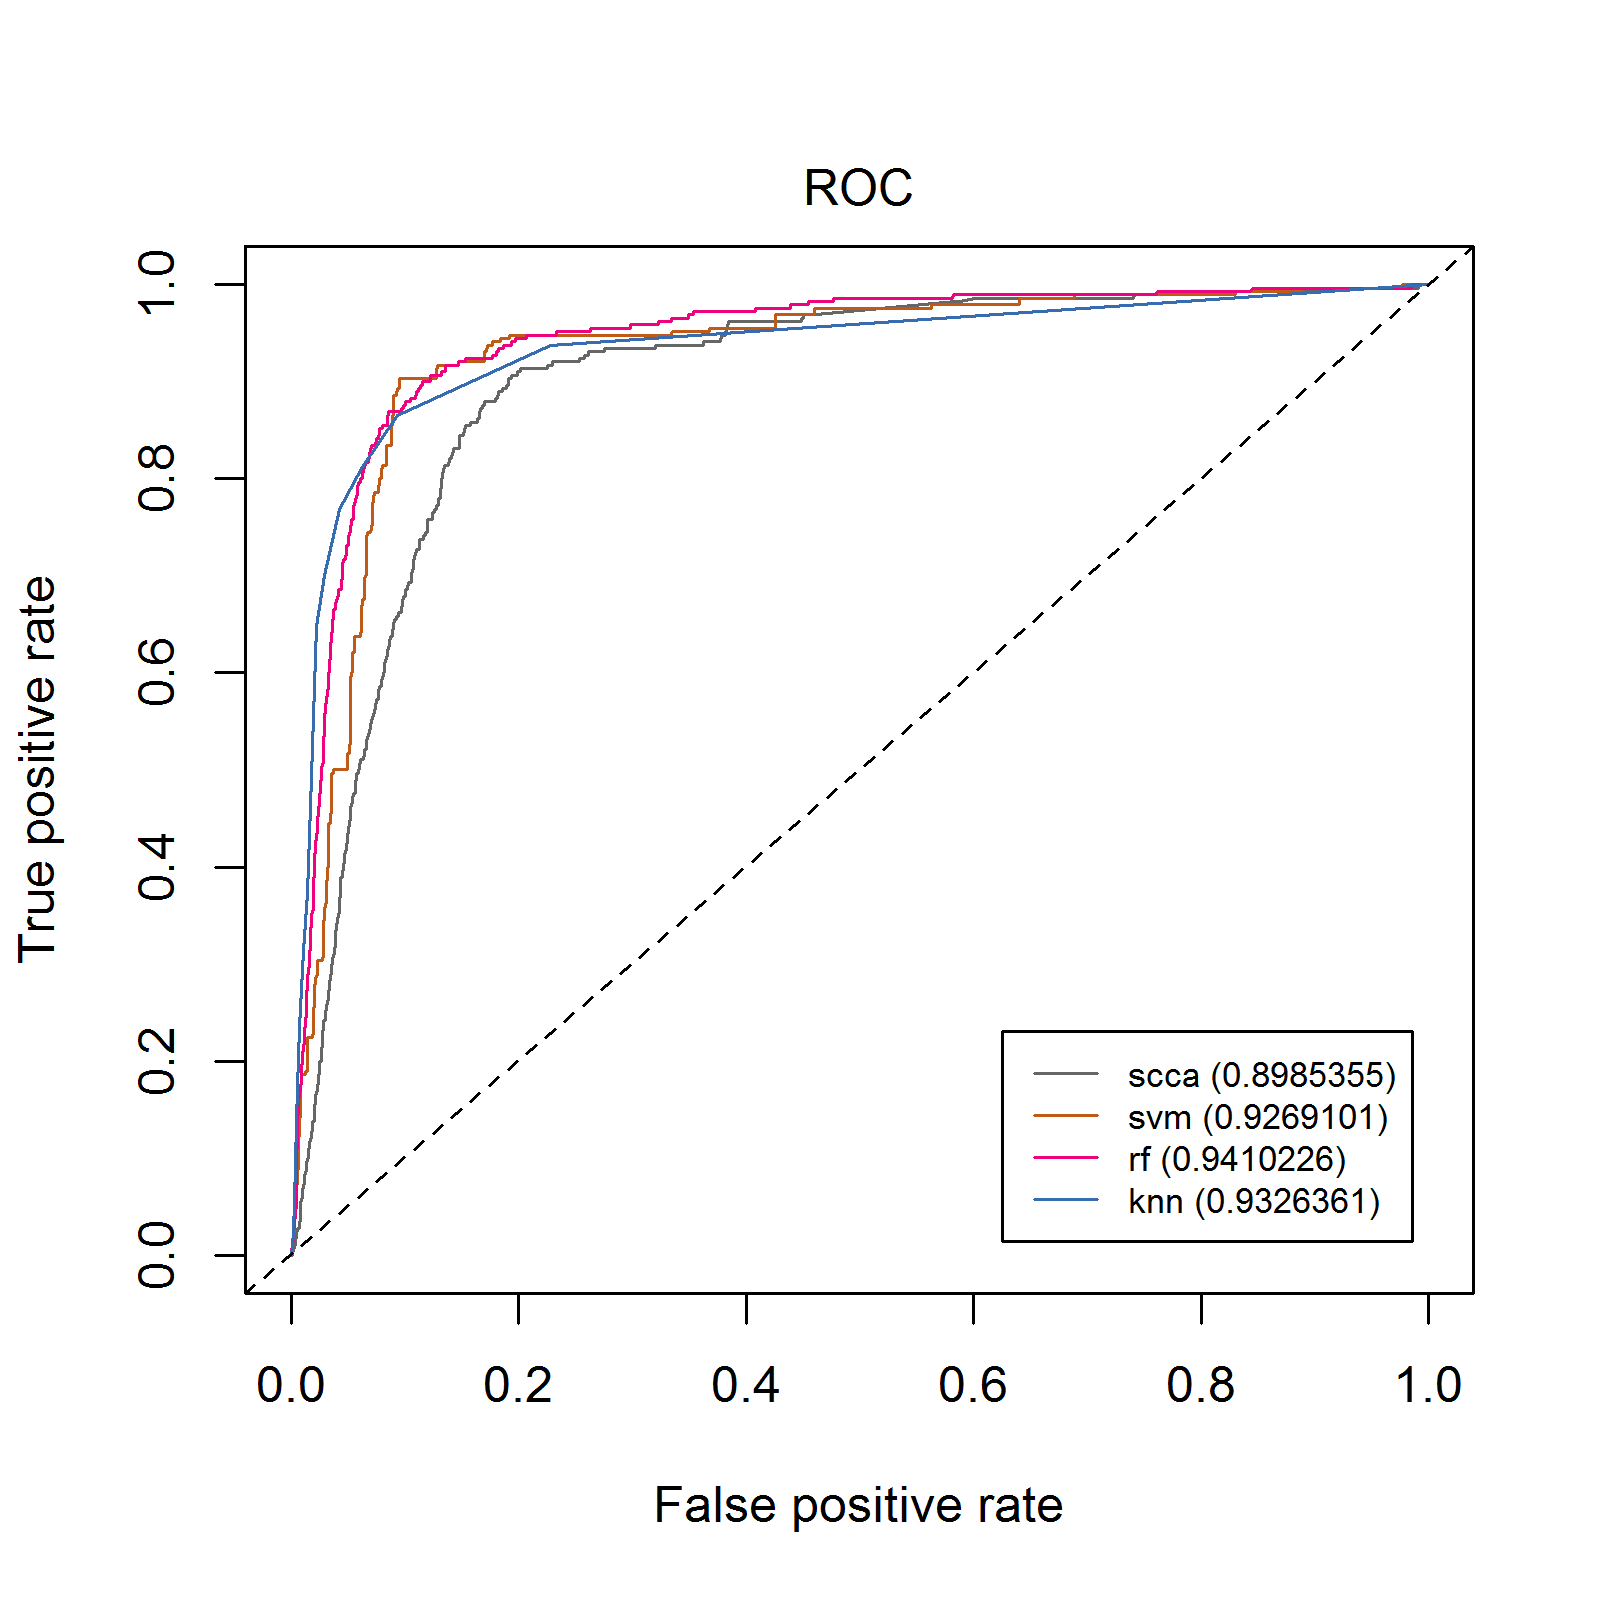 ROC
True positive rate
1.0
0.8
0.6
0.4
0.2
0.0
0.0 0.2 0.4 0.6 0.8 1.0
False positive rate
scca (0.8985355)
svm (0.9269101)
rf (0.9410226)
knn (0.9326361)